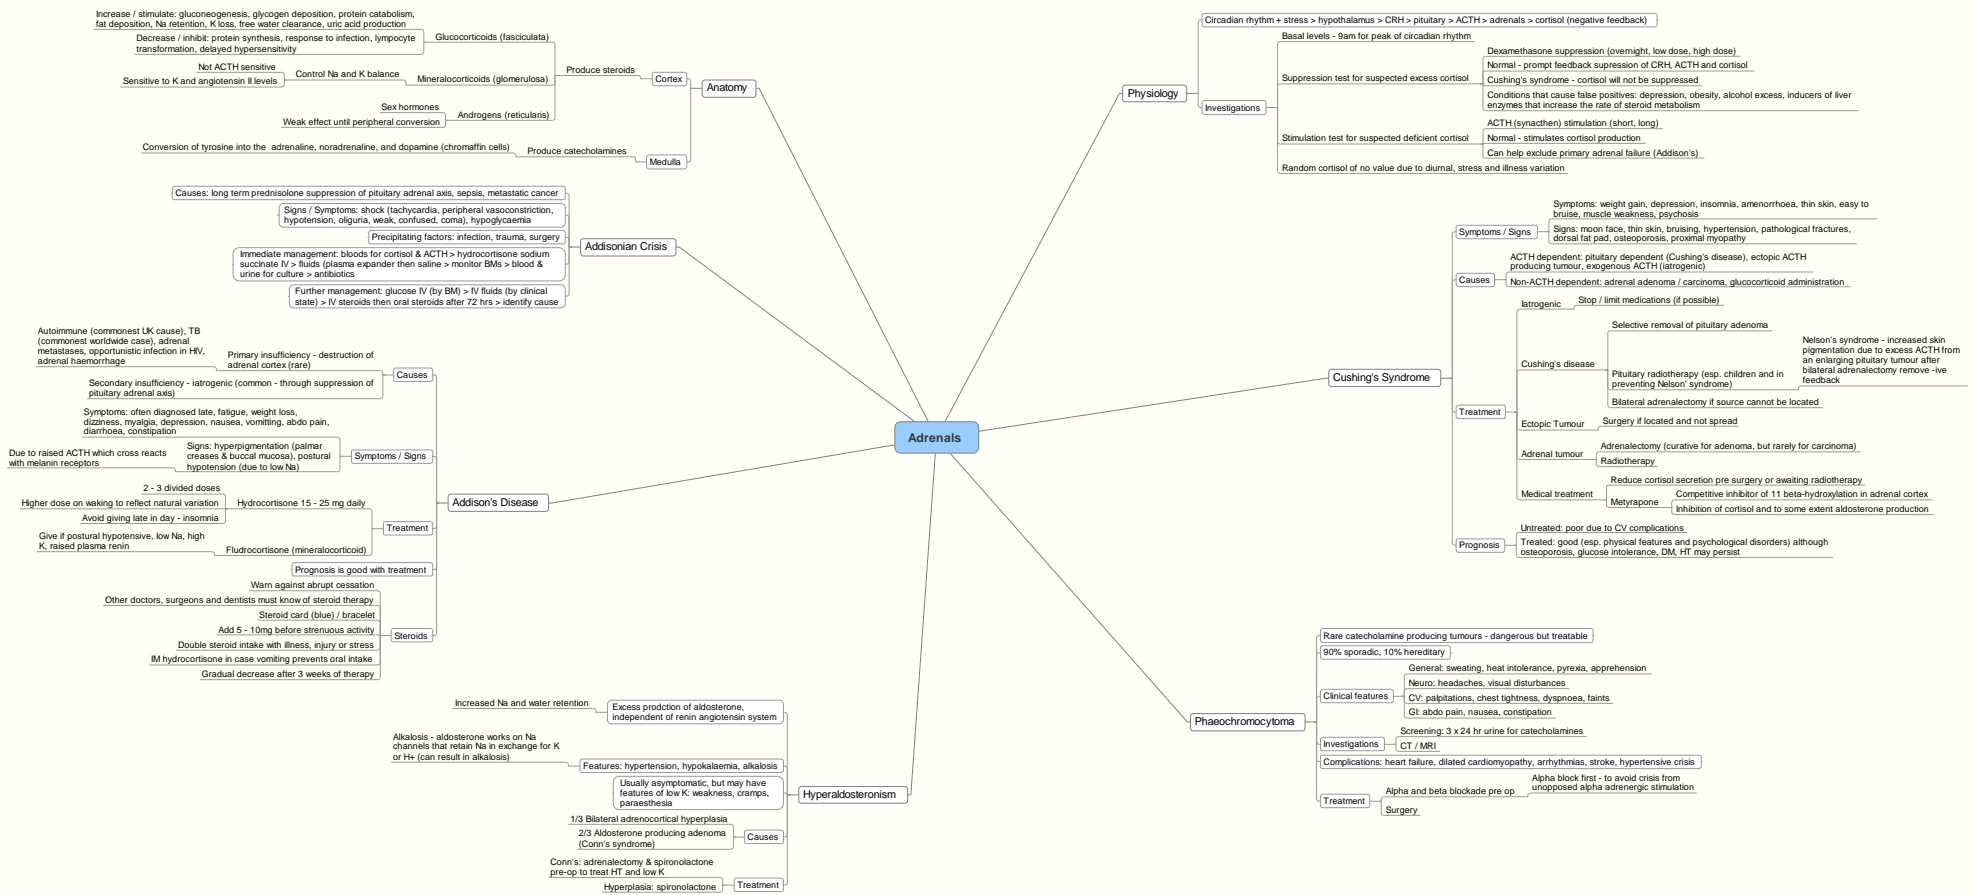 Adrenals
Anatomy
Cortex
Produce steroids
Glucocorticoids (fasciculata)
Increase / stimulate: gluconeogenesis, glycogen deposition, protein catabolism,
fat deposition, Na retention, K loss, free water clearance, uric acid production
Decrease / inhibit: protein synthesis, response to infection, lympocyte
transformation, delayed hypersensitivity
Mineralocorticoids (glomerulosa)
Control Na and K balance
Not ACTH sensitive
Sensitive to K and angiotensin II levels
Androgens (reticularis)
Sex hormones
Weak effect until peripheral conversion
Medulla
Produce catecholamines
Conversion of tyrosine into the adrenaline, noradrenaline, and dopamine (chromaffin cells)
Addisonian Crisis
Causes: long term prednisolone suppression of pituitary adrenal axis, sepsis, metastatic cancer
Signs / Symptoms: shock (tachycardia, peripheral vasoconstriction,
hypotension, oliguria, weak, confused, coma), hypoglycaemia
Precipitating factors: infection, trauma, surgery
Immediate management: bloods for cortisol & ACTH > hydrocortisone sodium
succinate IV > fluids (plasma expander then saline > monitor BMs > blood &
urine for culture > antibiotics
Further management: glucose IV (by BM) > IV fluids (by clinical
state) > IV steroids then oral steroids after 72 hrs > identify cause
Addison's Disease
Causes
Primary insufficiency - destruction of
adrenal cortex (rare)
Autoimmune (commonest UK cause), TB
(commonest worldwide case), adrenal
metastases, opportunistic infection in HIV,
adrenal haemorrhage
Secondary insufficiency - iatrogenic (common - through suppression of
pituitary adrenal axis)
Symptoms / Signs
Symptoms: often diagnosed late, fatigue, weight loss,
dizziness, myalgia, depression, nausea, vomitting, abdo pain,
diarrhoea, constipation
Signs: hyperpigmentation (palmar
creases & buccal mucosa), postural
hypotension (due to low Na)
Due to raised ACTH which cross reacts
with melanin receptors
Treatment
Hydrocortisone 15 - 25 mg daily
2 - 3 divided doses
Higher dose on waking to reflect natural variation
Avoid giving late in day - insomnia
Fludrocortisone (mineralocorticoid)
Give if postural hypotensive, low Na, high
K, raised plasma renin
Prognosis is good with treatment
Steroids
Warn against abrupt cessation
Other doctors, surgeons and dentists must know of steroid therapy
Steroid card (blue) / bracelet
Add 5 - 10mg before strenuous activity
Double steroid intake with illness, injury or stress
IM hydrocortisone in case vomiting prevents oral intake
Gradual decrease after 3 weeks of therapy
Hyperaldosteronism
Excess prodction of aldosterone,
independent of renin angiotensin system
Increased Na and water retention
Features: hypertension, hypokalaemia, alkalosis
Alkalosis - aldosterone works on Na
channels that retain Na in exchange for K
or H+ (can result in alkalosis)
Usually asymptomatic, but may have
features of low K: weakness, cramps,
paraesthesia
Causes
1/3 Bilateral adrenocortical hyperplasia
2/3 Aldosterone producing adenoma
(Conn's syndrome)
Treatment
Conn's: adrenalectomy & spironolactone
pre-op to treat HT and low K
Hyperplasia: spironolactone
Physiology
Circadian rhythm + stress > hypothalamus > CRH > pituitary > ACTH > adrenals > cortisol (negative feedback)
Investigations
Basal levels - 9am for peak of circadian rhythm
Suppression test for suspected excess cortisol
Dexamethasone suppression (overnight, low dose, high dose)
Normal - prompt feedback supression of CRH, ACTH and cortisol
Cushing's syndrome - cortisol will not be suppressed
Conditions that cause false positives: depression, obesity, alcohol excess, inducers of liver
enzymes that increase the rate of steroid metabolism
Stimulation test for suspected deficient cortisol
ACTH (synacthen) stimulation (short, long)
Normal - stimulates cortisol production
Can help exclude primary adrenal failure (Addison's)
Random cortisol of no value due to diurnal, stress and illness variation
Cushing's Syndrome
Symptoms / Signs
Symptoms: weight gain, depression, insomnia, amenorrhoea, thin skin, easy to
bruise, muscle weakness, psychosis
Signs: moon face, thin skin, bruising, hypertension, pathological fractures,
dorsal fat pad, osteoporosis, proximal myopathy
Causes
ACTH dependent: pituitary dependent (Cushing's disease), ectopic ACTH
producing tumour, exogenous ACTH (iatrogenic)
Non-ACTH dependent: adrenal adenoma / carcinoma, glucocorticoid administration
Treatment
Iatrogenic
Stop / limit medications (if possible)
Cushing's disease
Selective removal of pituitary adenoma
Pituitary radiotherapy (esp. children and in
preventing Nelson' syndrome)
Nelson's syndrome - increased skin
pigmentation due to excess ACTH from
an enlarging pituitary tumour after
bilateral adrenalectomy remove -ive
feedback
Bilateral adrenalectomy if source cannot be located
Ectopic Tumour
Surgery if located and not spread
Adrenal tumour
Adrenalectomy (curative for adenoma, but rarely for carcinoma)
Radiotherapy
Medical treatment
Reduce cortisol secretion pre surgery or awaiting radiotherapy
Metyrapone
Competitive inhibitor of 11 beta-hydroxylation in adrenal cortex
Inhibition of cortisol and to some extent aldosterone production
Prognosis
Untreated: poor due to CV complications
Treated: good (esp. physical features and psychological disorders) although
osteoporosis, glucose intolerance, DM, HT may persist
Phaeochromocytoma
Rare catecholamine producing tumours - dangerous but treatable
90% sporadic, 10% hereditary
Clinical features
General: sweating, heat intolerance, pyrexia, apprehension
Neuro: headaches, visual disturbances
CV: palpitations, chest tightness, dyspnoea, faints
GI: abdo pain, nausea, constipation
Investigations
Screening: 3 x 24 hr urine for catecholamines
CT / MRI
Complications: heart failure, dilated cardiomyopathy, arrhythmias, stroke, hypertensive crisis
Treatment
Alpha and beta blockade pre op
Alpha block first - to avoid crisis from
unopposed alpha adrenergic stimulation
Surgery